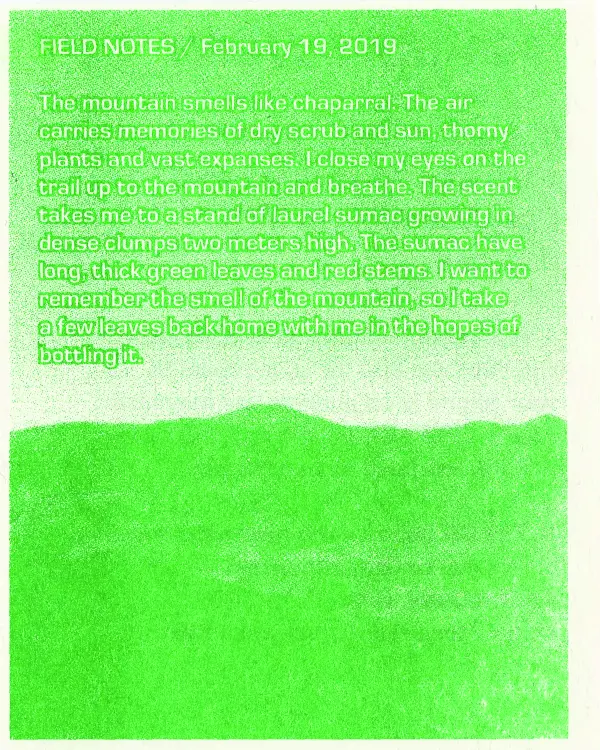 FIELD NOTES / February 19, 2019
The mountain smells like chaparral. The air
carries memories of dry scrub and sun, thorny
plants and vast expanses. I close my eyes on the
trail up to the mountain and breathe. The scent
takes me to a stand of laurel sumac growing in
dense clumps two meters high. The sumac have
long, thick green leaves and red stems. I want to
remember the smell of the mountain, so I take
a few leaves back home with me in the hopes of
bottling it.